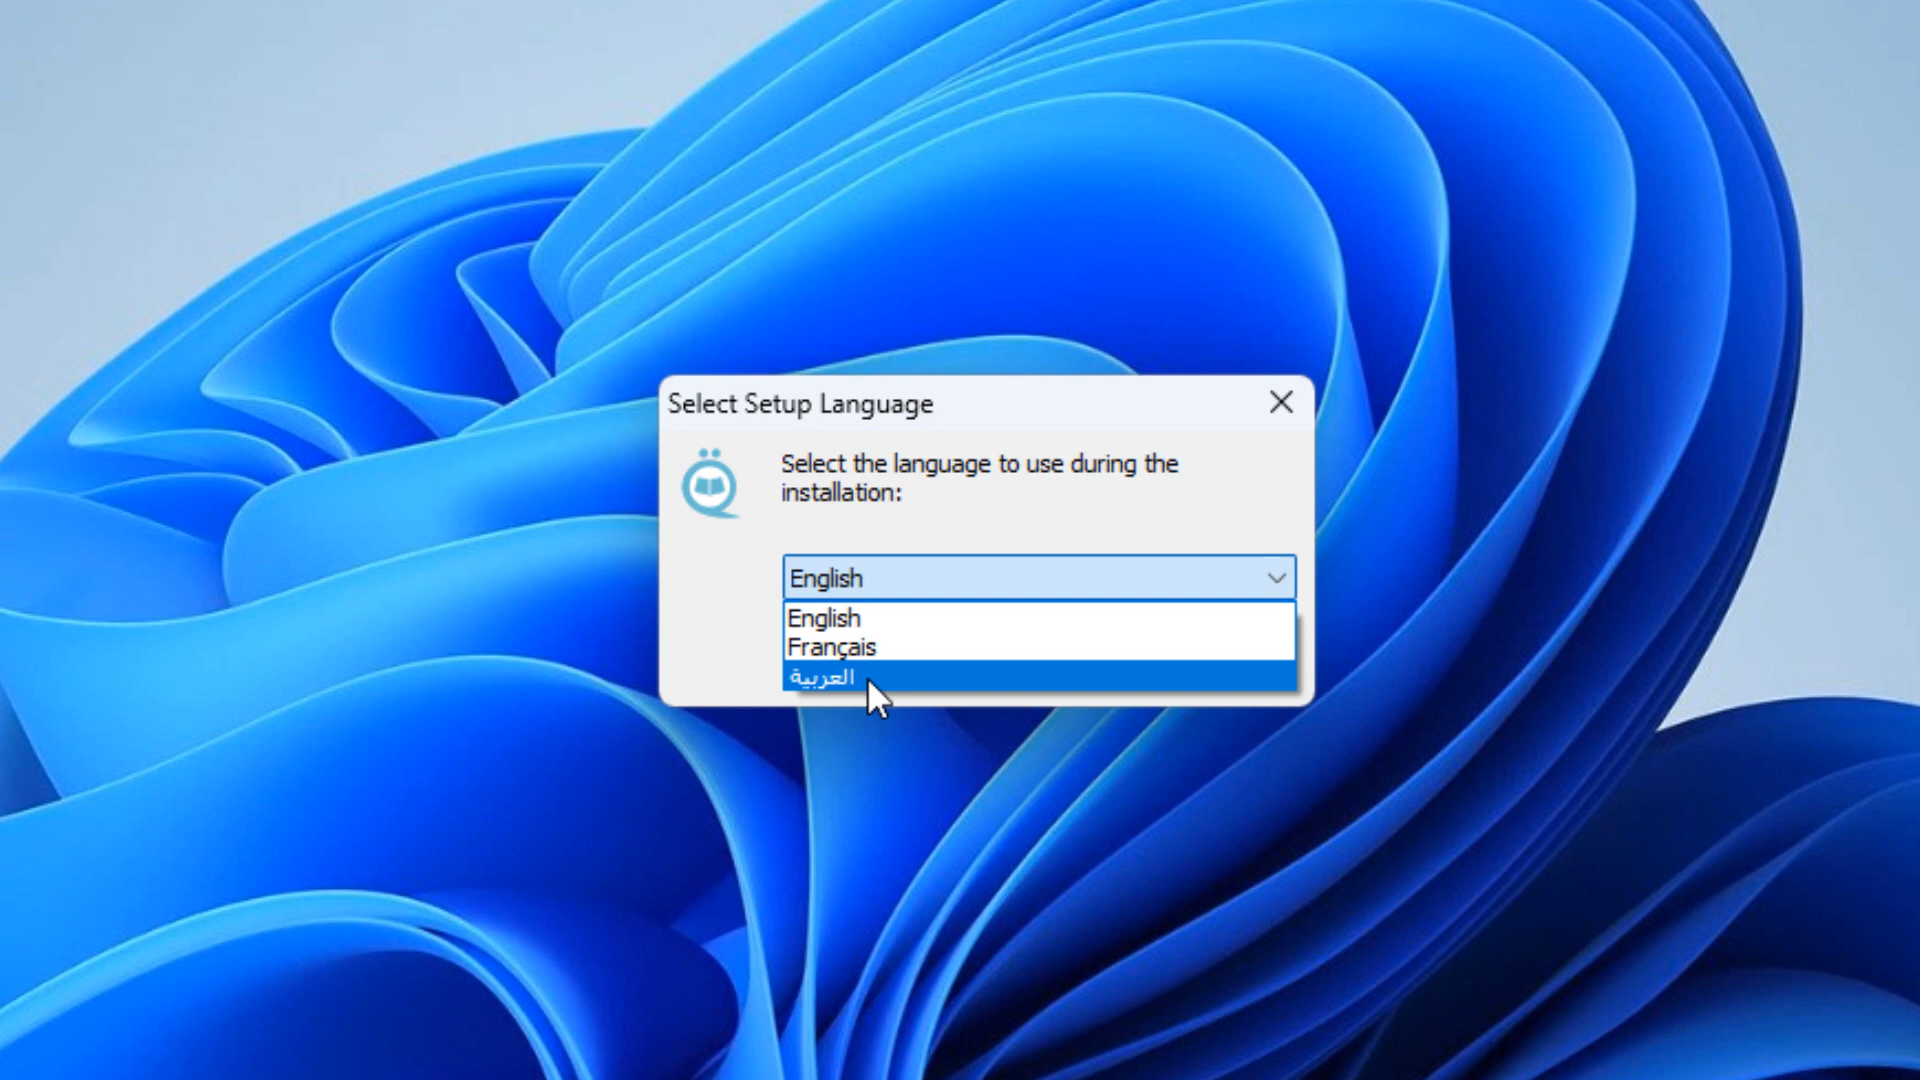 Select Setup Language
Select the language to use during the
installation:
English
English
Français
العربية